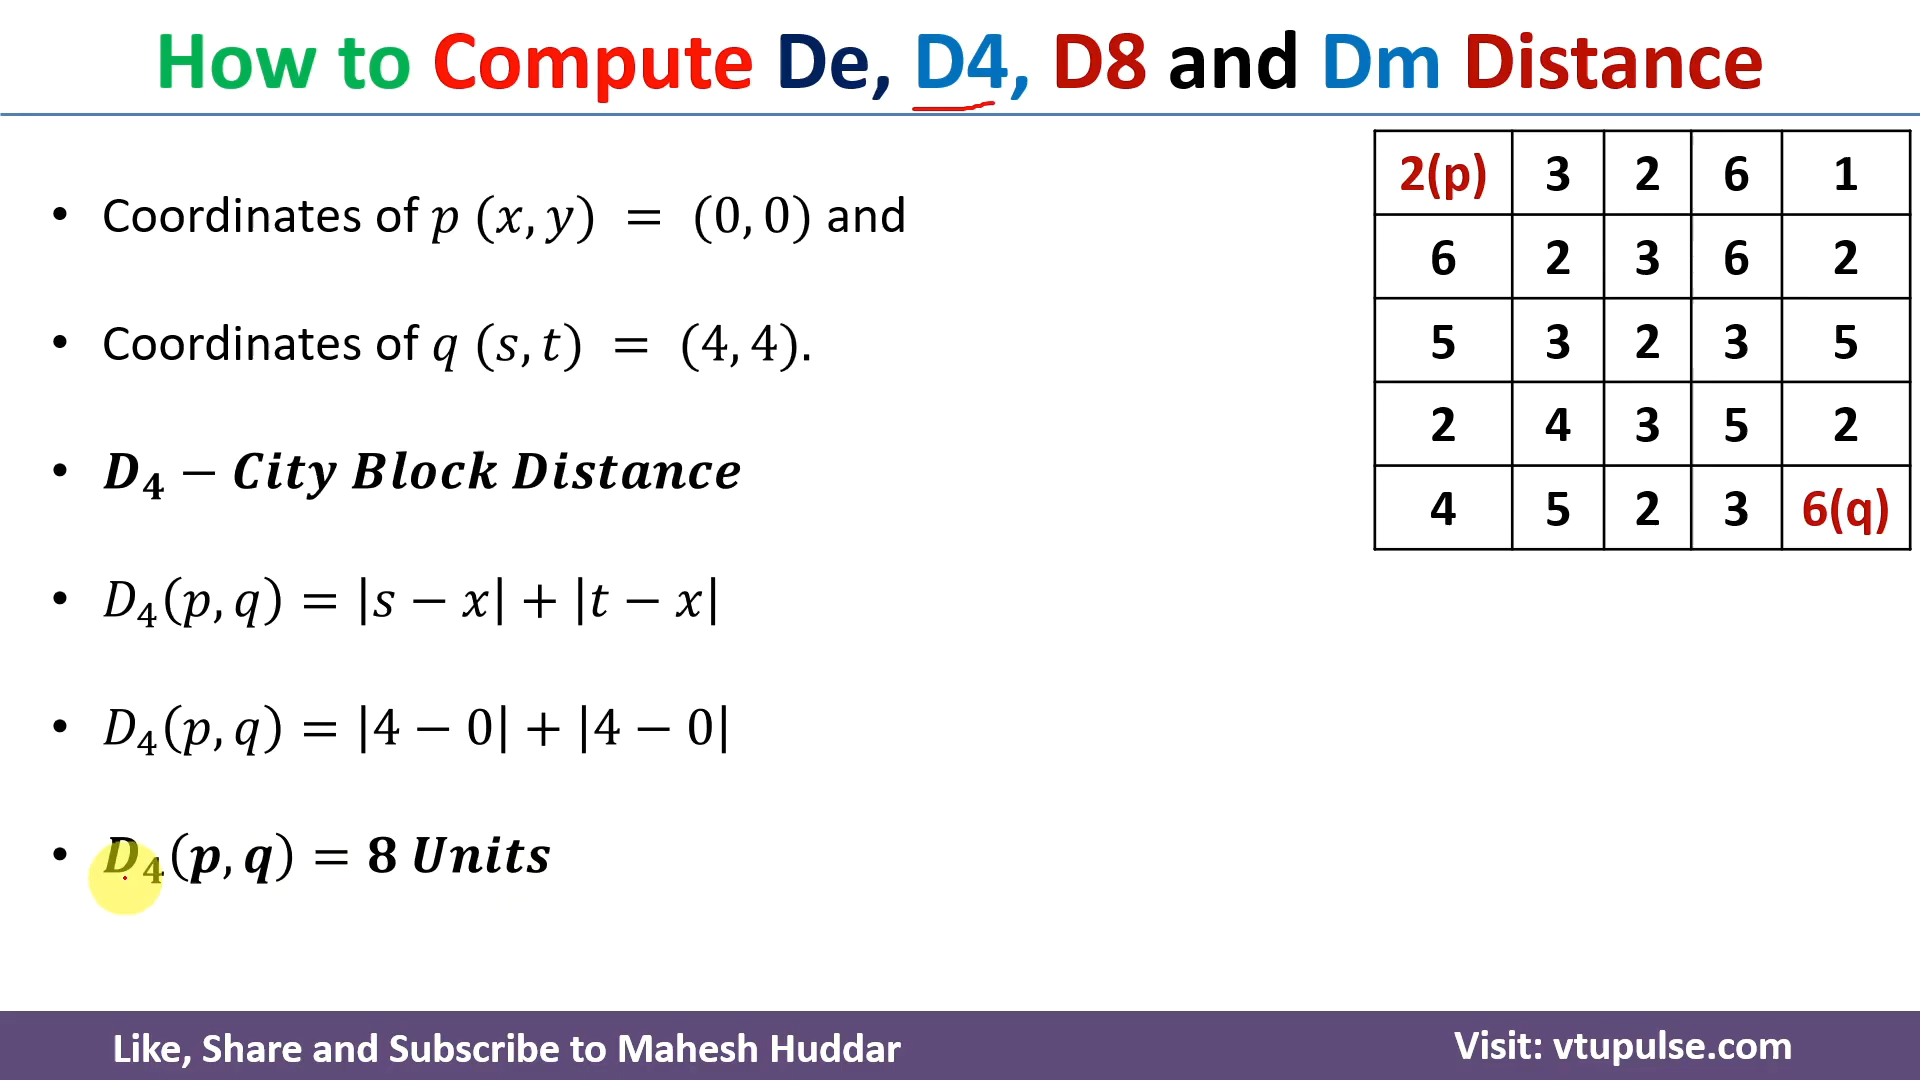 How to Compute De, D4, D8 and Dm Distance
• Coordinates of p (x, y) = (0, 0) and
• Coordinates of q (s, t) = (4, 4).
• D₄ − City Block Distance
• D₄(p, q) = |s − x| + |t − x|
• D₄(p, q) = |4 − 0| + |4 − 0|
• D₄(p, q) = 8 Units
2(p) 3 2 6 1
6 2 3 6 2
5 3 2 3 5
2 4 3 5 2
4 5 2 3 6(q)
Like, Share and Subscribe to Mahesh Huddar
Visit: vtupulse.com